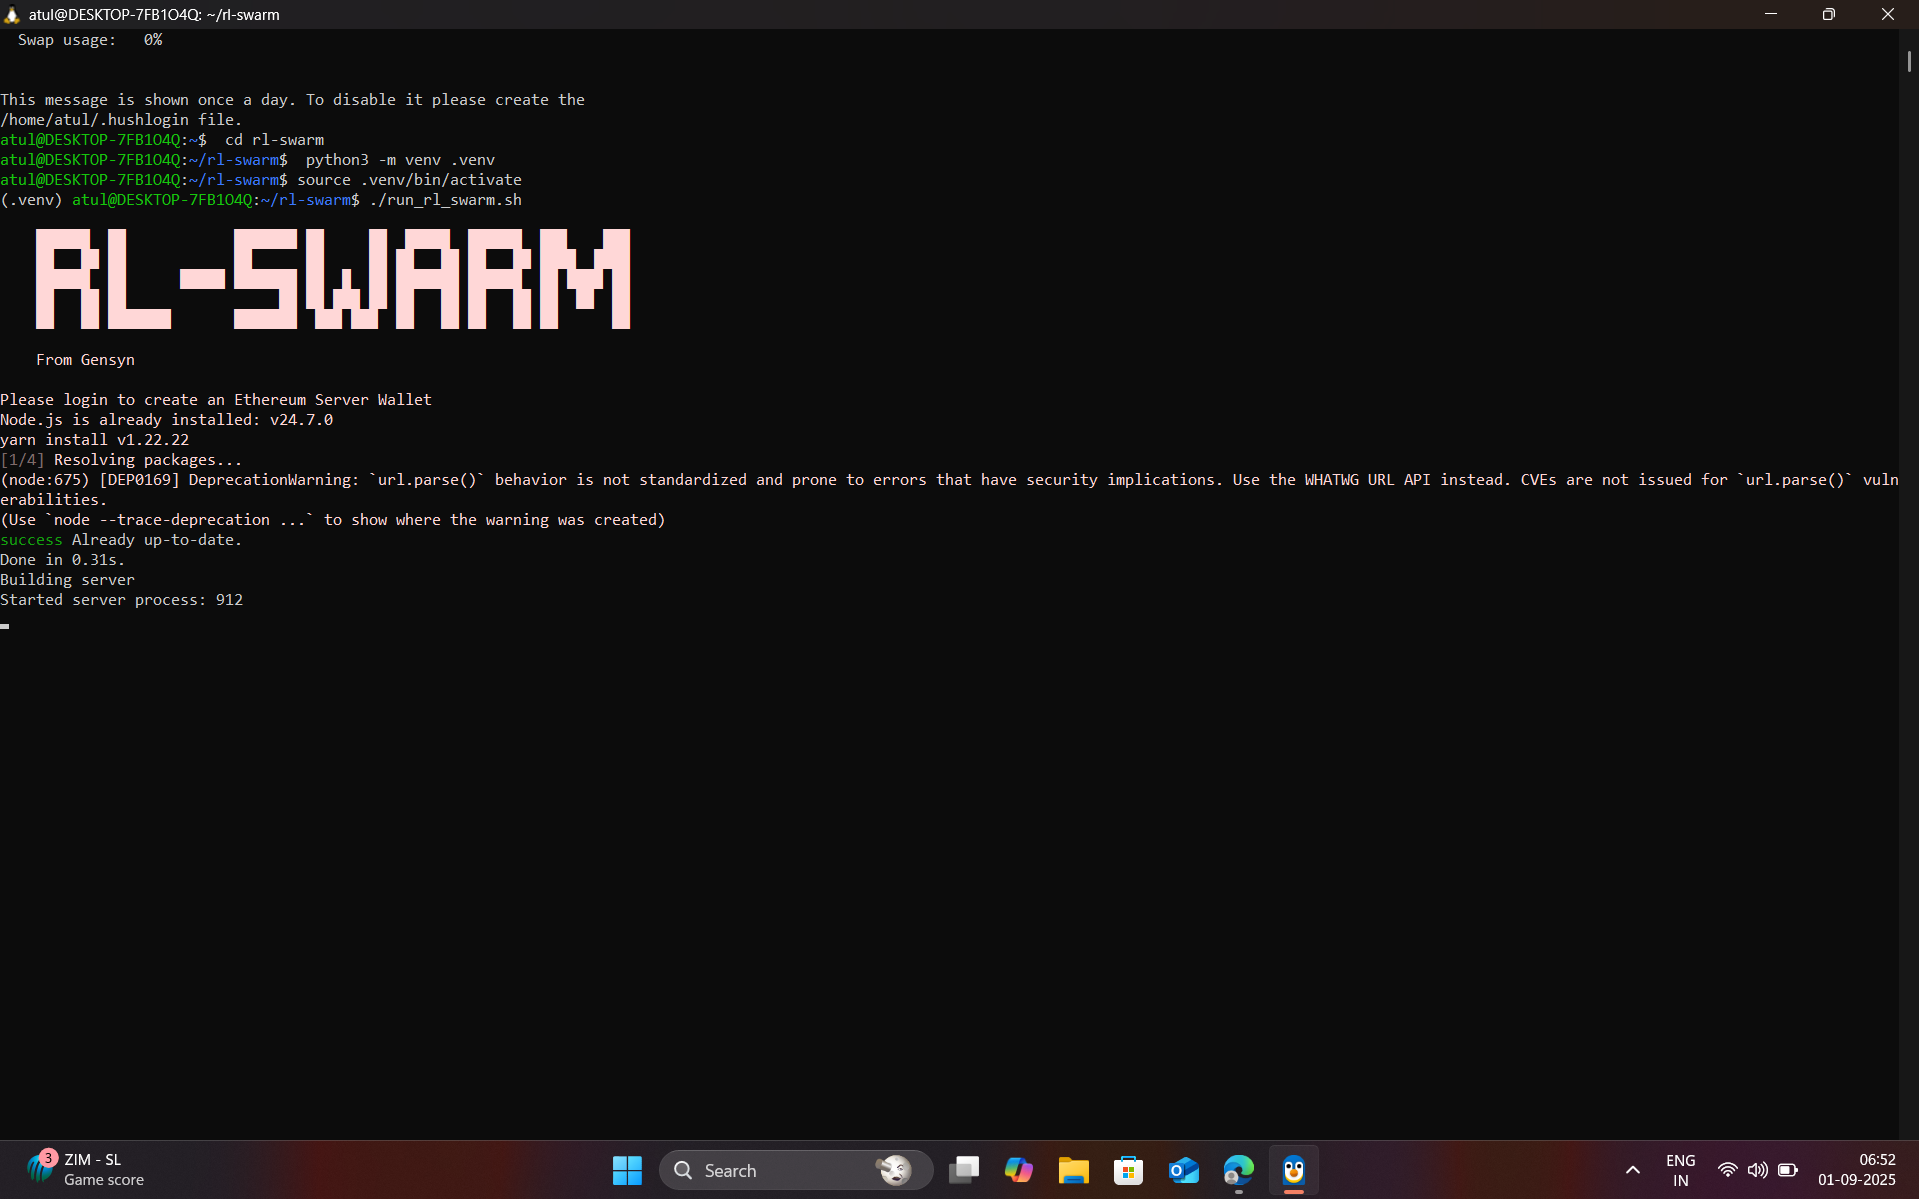 atul@DESKTOP-7FB1O4Q: ~/rl-swarm
Swap usage:   0%
This message is shown once a day. To disable it please create the
/home/atul/.hushlogin file.
atul@DESKTOP-7FB1O4Q:~$  cd rl-swarm
atul@DESKTOP-7FB1O4Q:~/rl-swarm$  python3 -m venv .venv
atul@DESKTOP-7FB1O4Q:~/rl-swarm$ source .venv/bin/activate
(.venv) atul@DESKTOP-7FB1O4Q:~/rl-swarm$ ./run_rl_swarm.sh
RL-SWARM
From Gensyn
Please login to create an Ethereum Server Wallet
Node.js is already installed: v24.7.0
yarn install v1.22.22
[1/4] Resolving packages...
(node:675) [DEP0169] DeprecationWarning: `url.parse()` behavior is not standardized and prone to errors that have security implications. Use the WHATWG URL API instead. CVEs are not issued for `url.parse()` vuln
erabilities.
(Use `node --trace-deprecation ...` to show where the warning was created)
success Already up-to-date.
Done in 0.31s.
Building server
Started server process: 912
3
ZIM - SL
Game score
Search
ENG
IN
06:52
01-09-2025